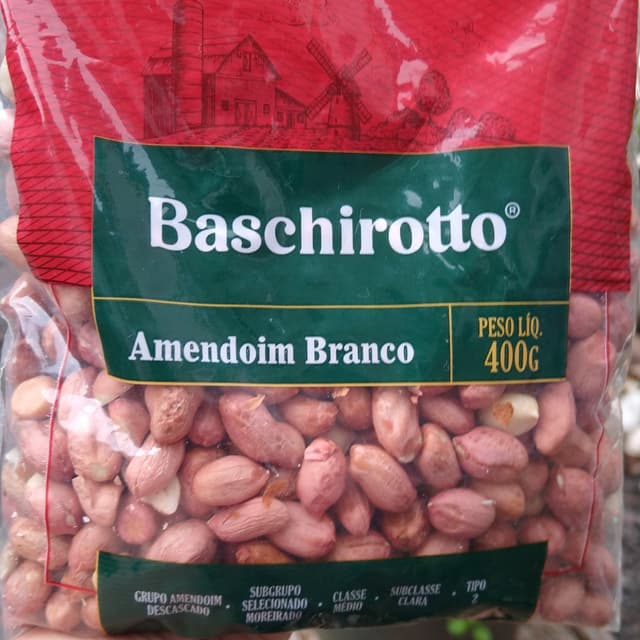 Baschirotto®
Amendoim Branco
PESO LÍQ.
400G
GRUPO AMENDOIM
DESCASCADO
SUBGRUPO
SELECIONADO
MOREIRADO
CLASSE
MÉDIO
SUBCLASSE
CLARA
TIPO
2